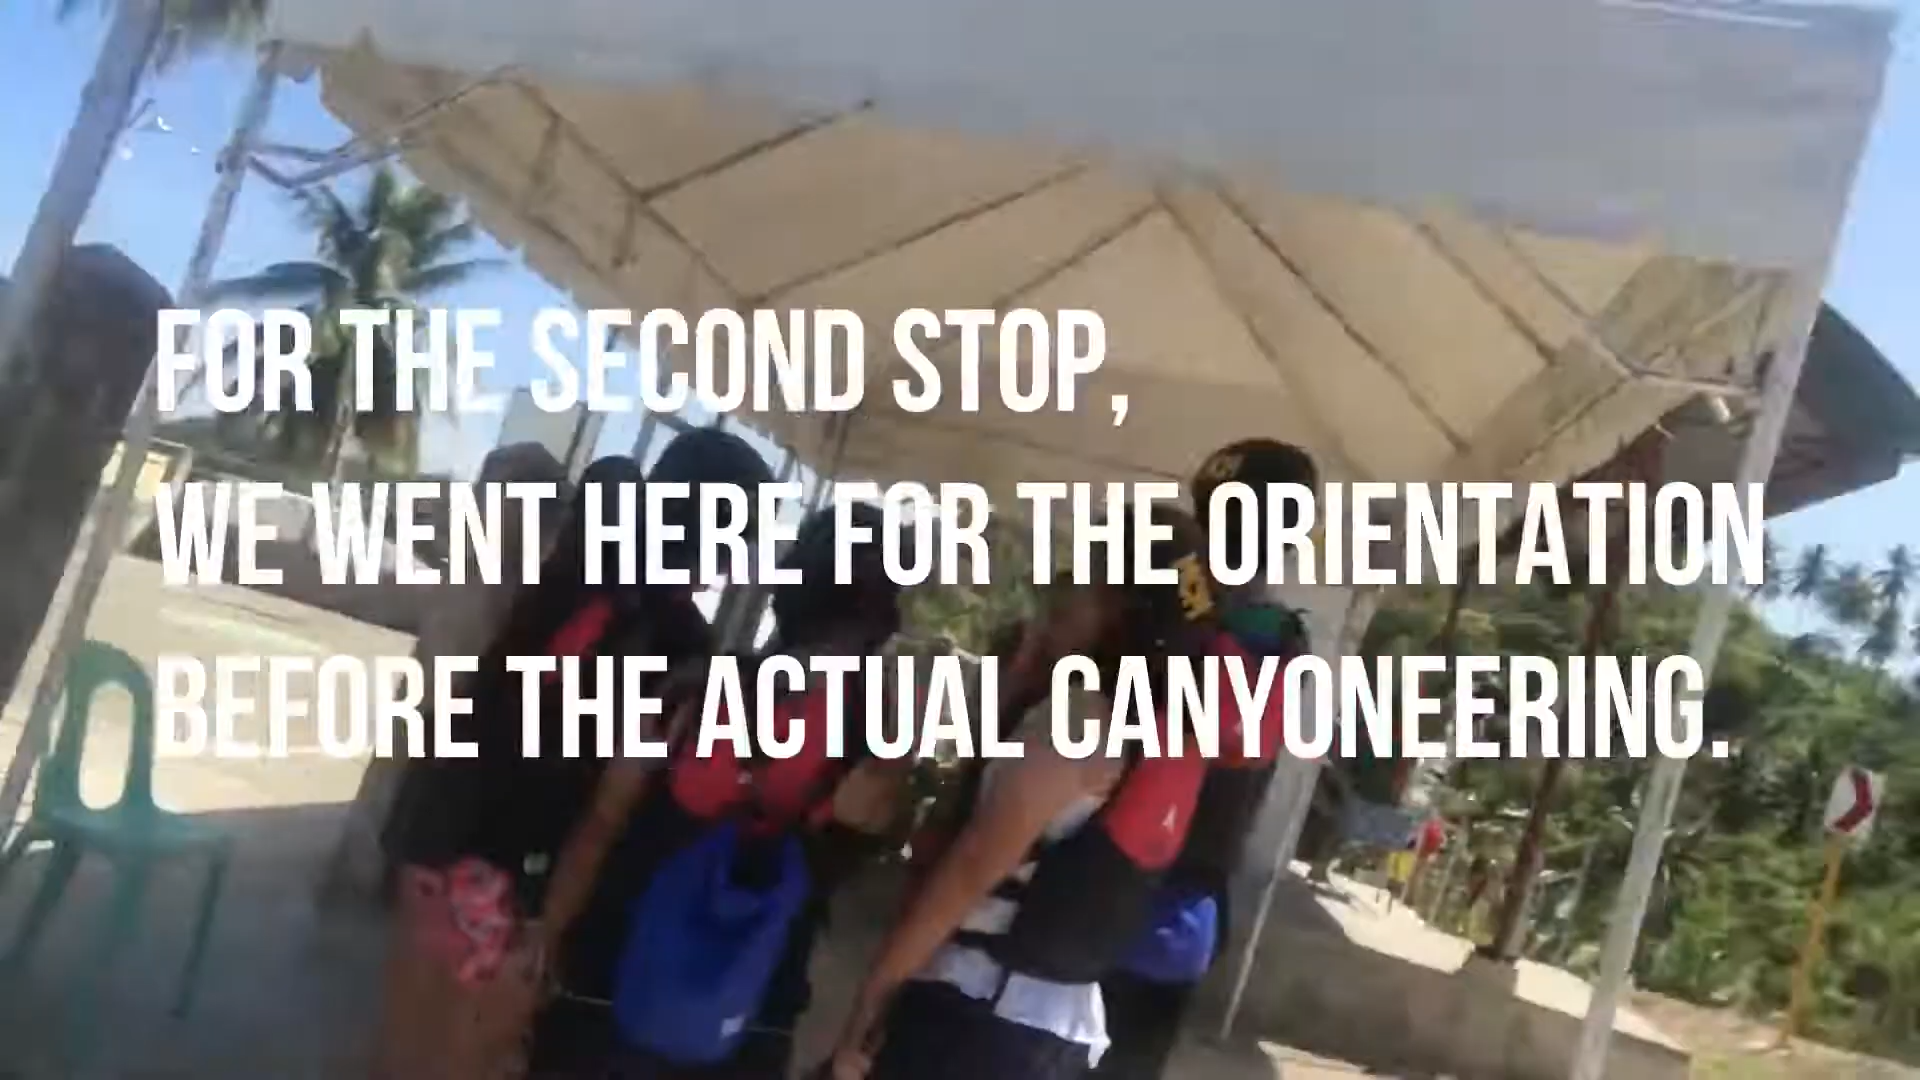 FOR THE SECOND STOP,
WE WENT HERE FOR THE ORIENTATION
BEFORE THE ACTUAL CANYONEERING.